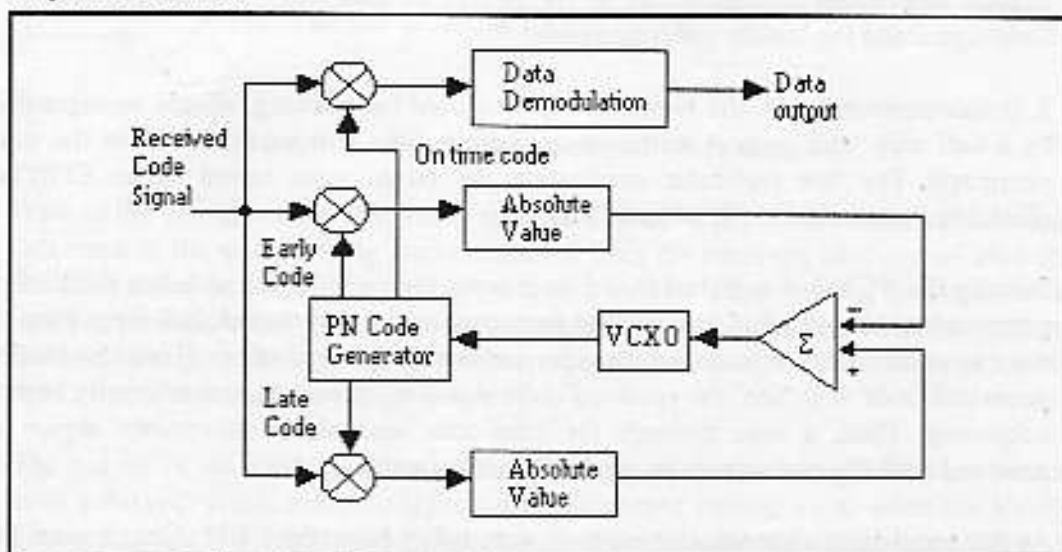 Data
Demodulation
Data
output
Received
Code
Signal
On time code
Absolute
Value
Early
Code
PN Code
Generator
VCXO
Σ
−
+
Late
Code
Absolute
Value